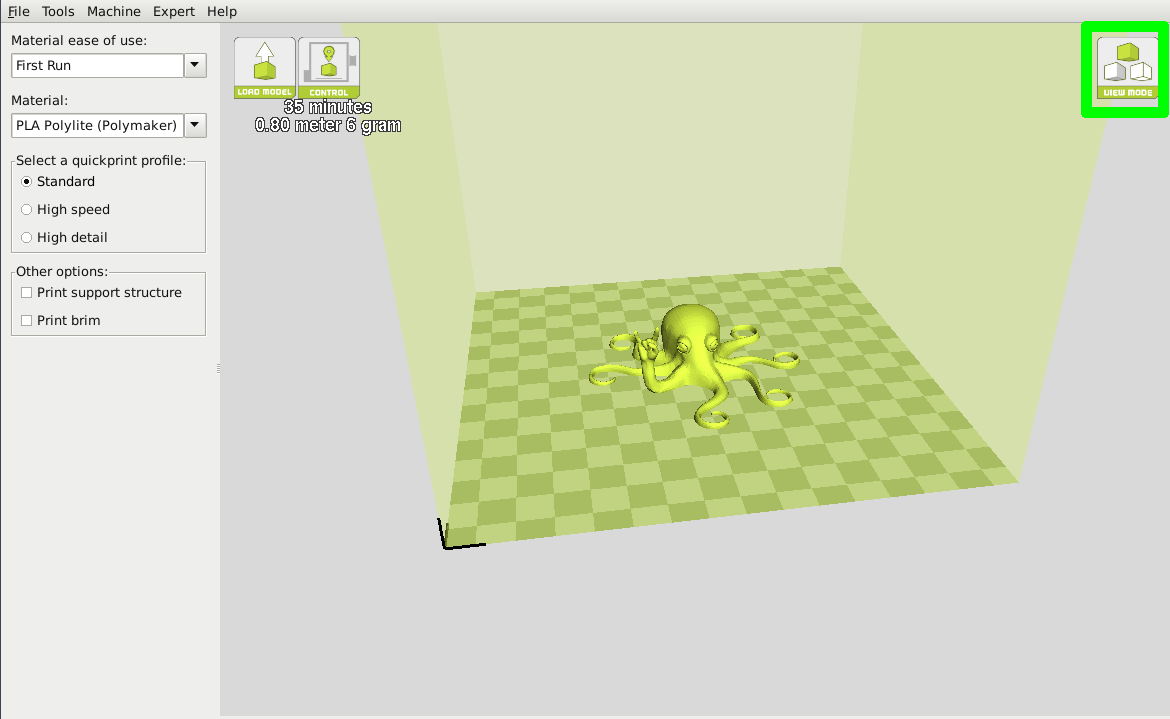 File Tools Machine Expert Help
Material ease of use:
First Run
Material:
PLA Polylite (Polymaker)
Select a quickprint profile:
Standard
High speed
High detail
Other options:
Print support structure
Print brim
LOAD MODEL
CONTROL
35 minutes
0.80 meter 6 gram
VIEW MODE